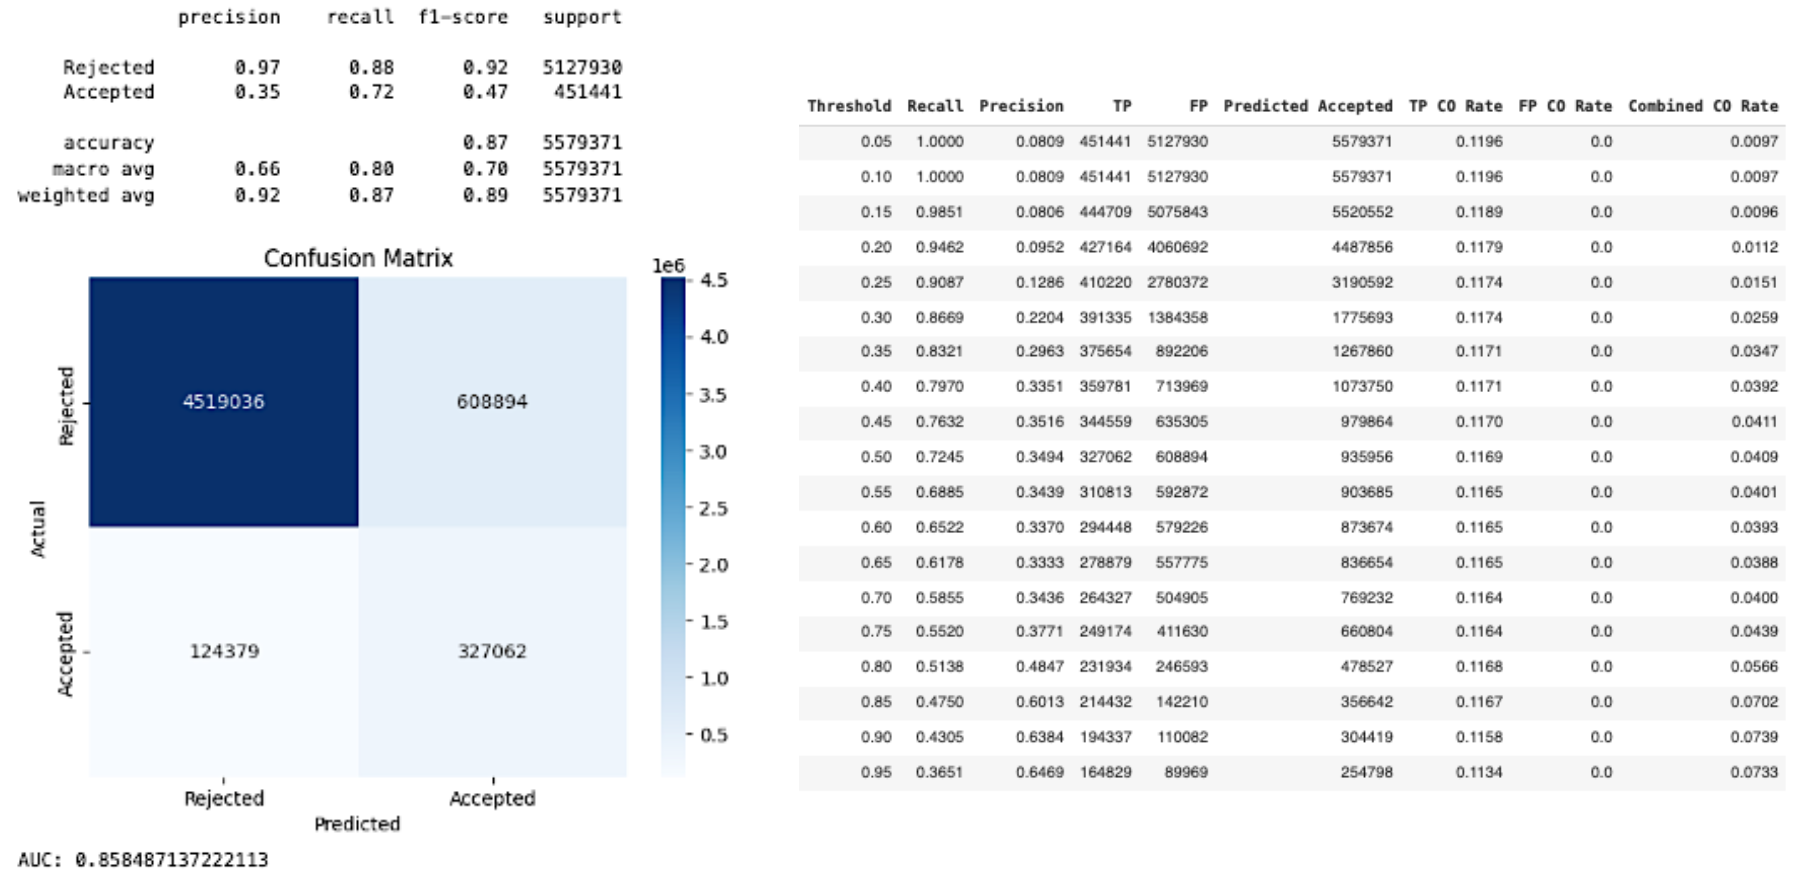 precision recall f1-score support
Rejected 0.97 0.88 0.92 5127930
Accepted 0.35 0.72 0.47 451441
accuracy 0.87 5579371
macro avg 0.66 0.80 0.70 5579371
weighted avg 0.92 0.87 0.89 5579371
Confusion Matrix
1e6
4.5
4.0
3.5
3.0
2.5
2.0
1.5
1.0
0.5
Actual
Rejected
4519036 608894
Accepted
124379 327062
Rejected Accepted
Predicted
AUC: 0.858487137222113
Threshold Recall Precision TP FP Predicted Accepted TP CO Rate FP CO Rate Combined CO Rate
0.05 1.0000 0.0809 451441 5127930 5579371 0.1196 0.0 0.0097
0.10 1.0000 0.0809 451441 5127930 5579371 0.1196 0.0 0.0097
0.15 0.9851 0.0806 444709 5075843 5520552 0.1189 0.0 0.0096
0.20 0.9462 0.0952 427164 4060692 4487856 0.1179 0.0 0.0112
0.25 0.9087 0.1286 410220 2780372 3190592 0.1174 0.0 0.0151
0.30 0.8669 0.2204 391335 1384358 1775693 0.1174 0.0 0.0259
0.35 0.8321 0.2963 375654 892206 1267860 0.1171 0.0 0.0347
0.40 0.7970 0.3351 359781 713969 1073750 0.1171 0.0 0.0392
0.45 0.7632 0.3516 344559 635305 979864 0.1170 0.0 0.0411
0.50 0.7245 0.3494 327062 608894 935956 0.1169 0.0 0.0409
0.55 0.6885 0.3439 310813 592872 903685 0.1165 0.0 0.0401
0.60 0.6522 0.3370 294448 579226 873674 0.1165 0.0 0.0393
0.65 0.6178 0.3333 278879 557775 836654 0.1165 0.0 0.0388
0.70 0.5855 0.3436 264327 504905 769232 0.1164 0.0 0.0400
0.75 0.5520 0.3771 249174 411630 660804 0.1164 0.0 0.0439
0.80 0.5138 0.4847 231934 246593 478527 0.1168 0.0 0.0566
0.85 0.4750 0.6013 214432 142210 356642 0.1167 0.0 0.0702
0.90 0.4305 0.6384 194337 110082 304419 0.1158 0.0 0.0739
0.95 0.3651 0.6469 164829 89969 254798 0.1134 0.0 0.0733